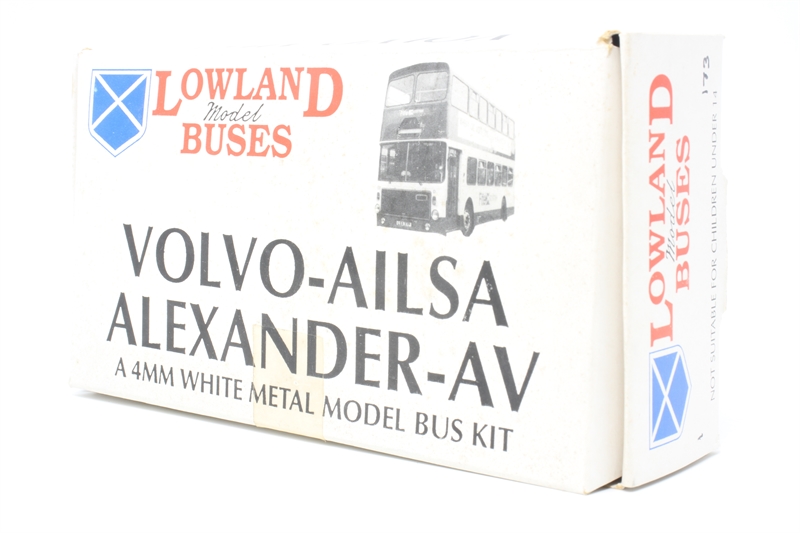 LOWLAND
Model
BUSES
VOLVO-AILSA
ALEXANDER-AV
A 4MM WHITE METAL MODEL BUS KIT
LOWLAND
Model
BUSES
NOT SUITABLE FOR CHILDREN UNDER 14
173